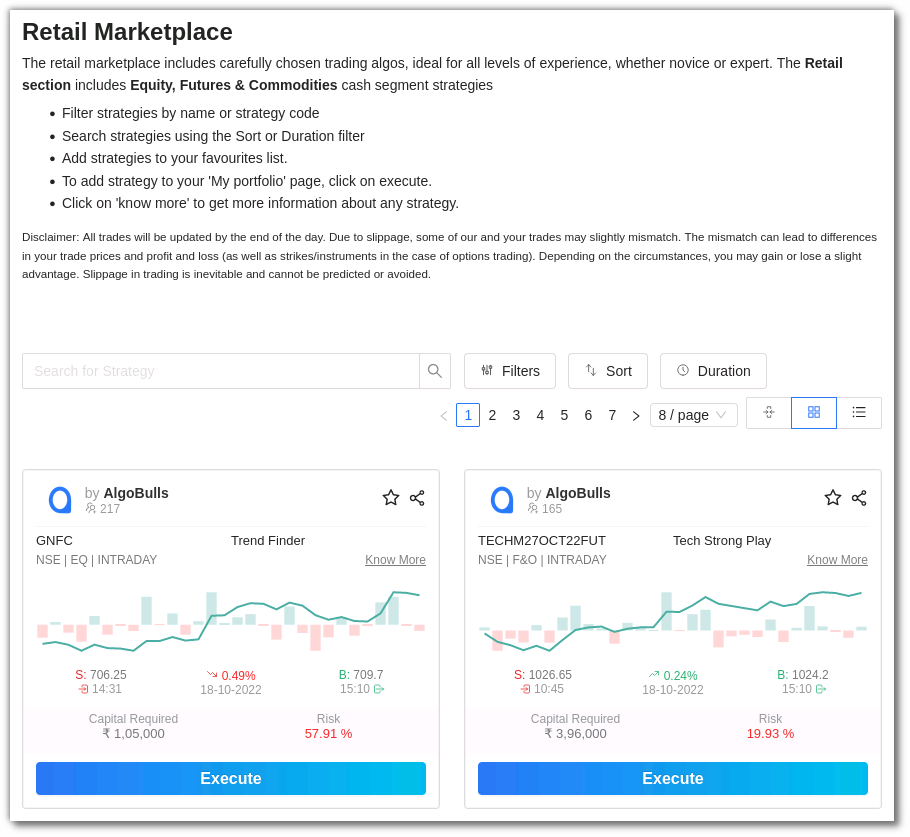 Retail Marketplace
The retail marketplace includes carefully chosen trading algos, ideal for all levels of experience, whether novice or expert. The Retail
section includes Equity, Futures & Commodities cash segment strategies
• Filter strategies by name or strategy code
• Search strategies using the Sort or Duration filter
• Add strategies to your favourites list.
• To add strategy to your 'My portfolio' page, click on execute.
• Click on 'know more' to get more information about any strategy.
Disclaimer: All trades will be updated by the end of the day. Due to slippage, some of our and your trades may slightly mismatch. The mismatch can lead to differences
in your trade prices and profit and loss (as well as strikes/instruments in the case of options trading). Depending on the circumstances, you may gain or lose a slight
advantage. Slippage in trading is inevitable and cannot be predicted or avoided.
Search for Strategy Filters Sort Duration
1 2 3 4 5 6 7 8 / page
by AlgoBulls
217
GNFC Trend Finder
NSE | EQ | INTRADAY Know More
S: 706.25 0.49% B: 709.7
14:31 18-10-2022 15:10
Capital Required Risk
₹ 1,05,000 57.91 %
Execute
by AlgoBulls
165
TECHM27OCT22FUT Tech Strong Play
NSE | F&O | INTRADAY Know More
S: 1026.65 0.24% B: 1024.2
10:45 18-10-2022 15:10
Capital Required Risk
₹ 3,96,000 19.93 %
Execute